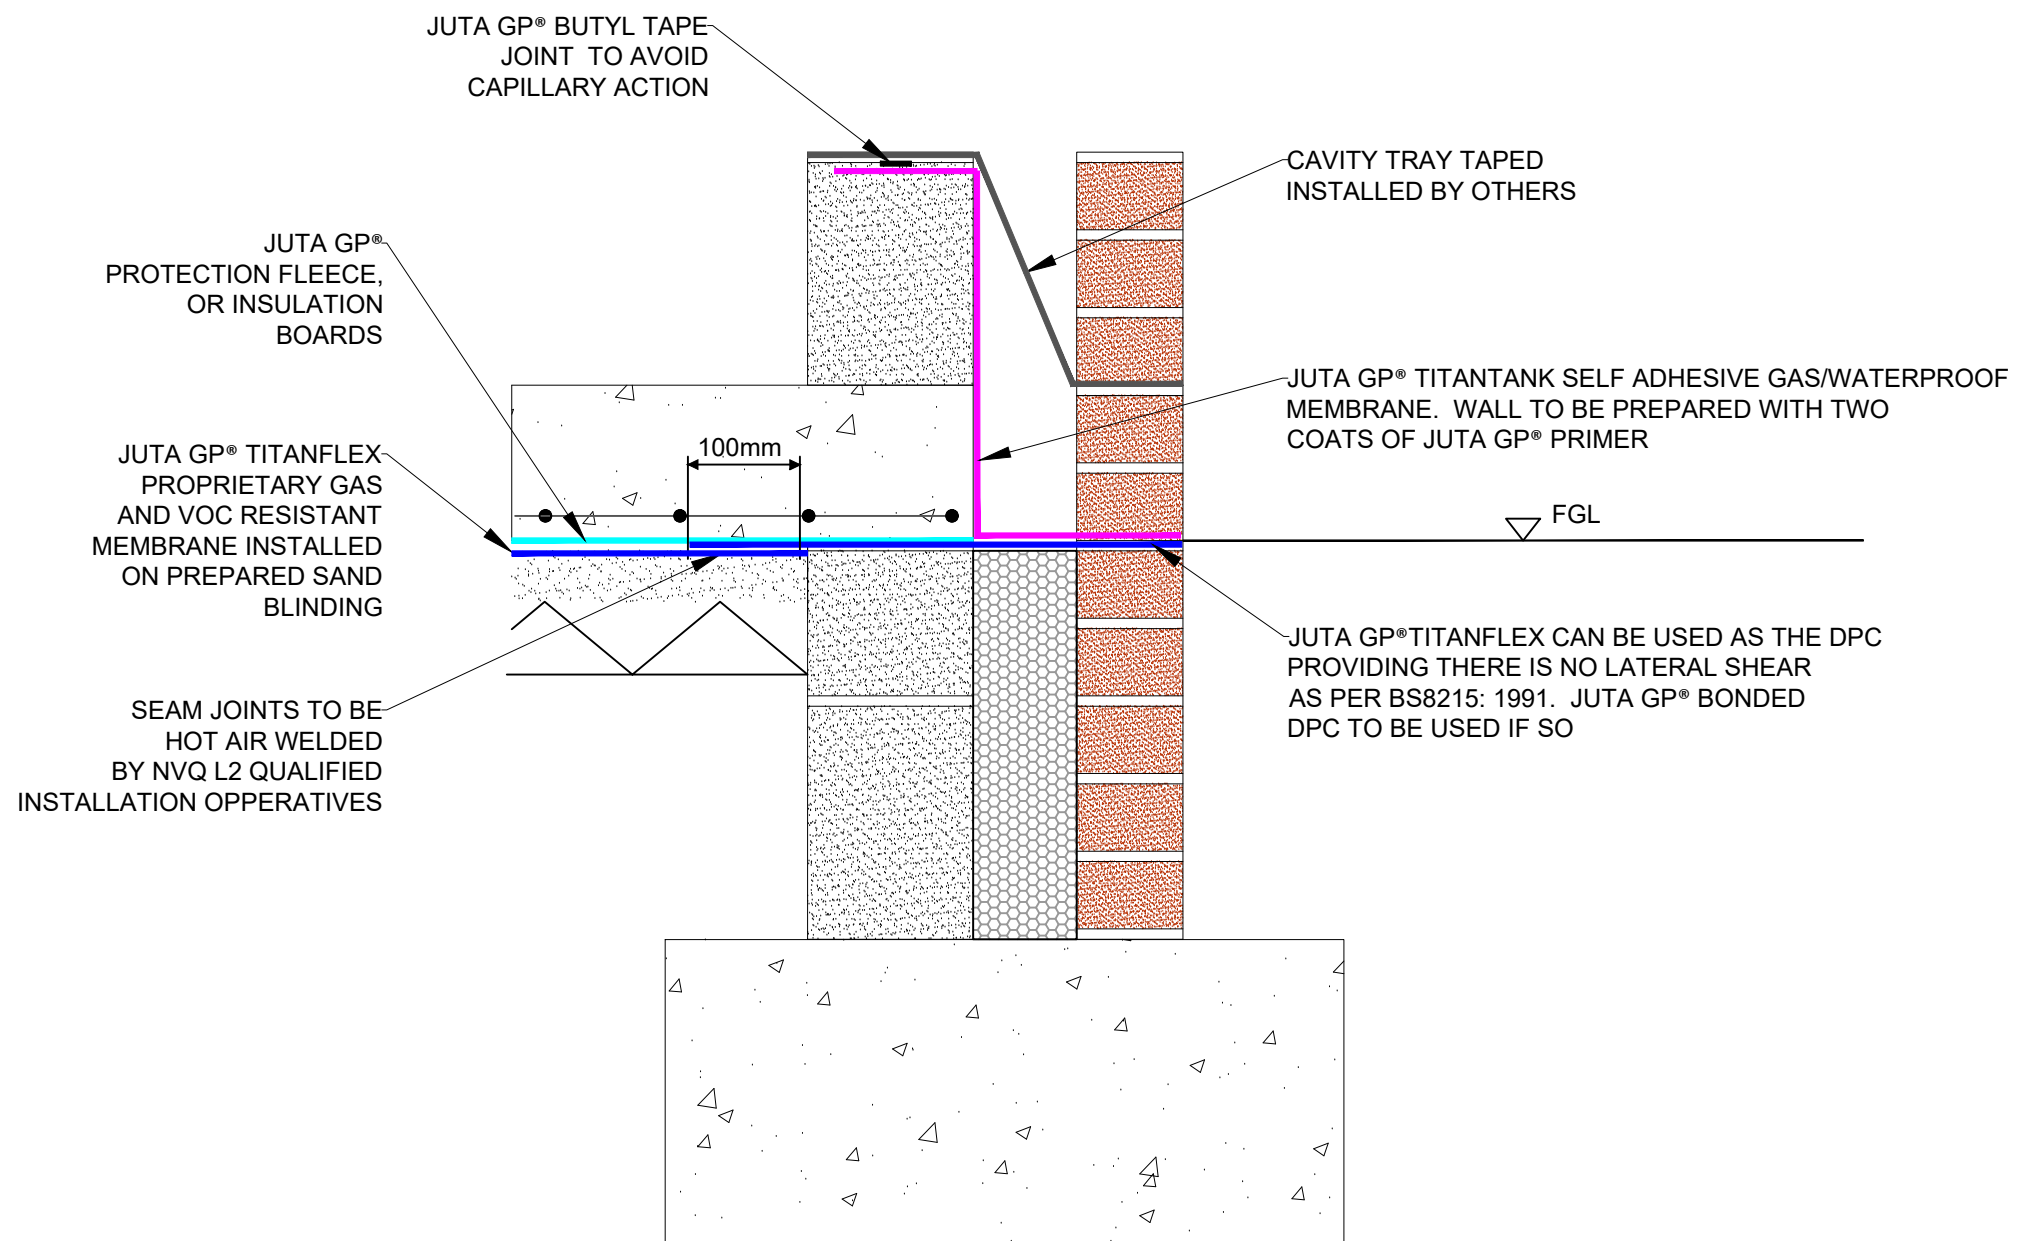 JUTA GP® BUTYL TAPE
JOINT TO AVOID
CAPILLARY ACTION
CAVITY TRAY TAPED
INSTALLED BY OTHERS
JUTA GP®
PROTECTION FLEECE,
OR INSULATION
BOARDS
JUTA GP® TITANTANK SELF ADHESIVE GAS/WATERPROOF
MEMBRANE. WALL TO BE PREPARED WITH TWO
COATS OF JUTA GP® PRIMER
100mm
JUTA GP® TITANFLEX
PROPRIETARY GAS
AND VOC RESISTANT
MEMBRANE INSTALLED
ON PREPARED SAND
BLINDING
FGL
JUTA GP®TITANFLEX CAN BE USED AS THE DPC
PROVIDING THERE IS NO LATERAL SHEAR
AS PER BS8215: 1991. JUTA GP® BONDED
DPC TO BE USED IF SO
SEAM JOINTS TO BE
HOT AIR WELDED
BY NVQ L2 QUALIFIED
INSTALLATION OPPERATIVES